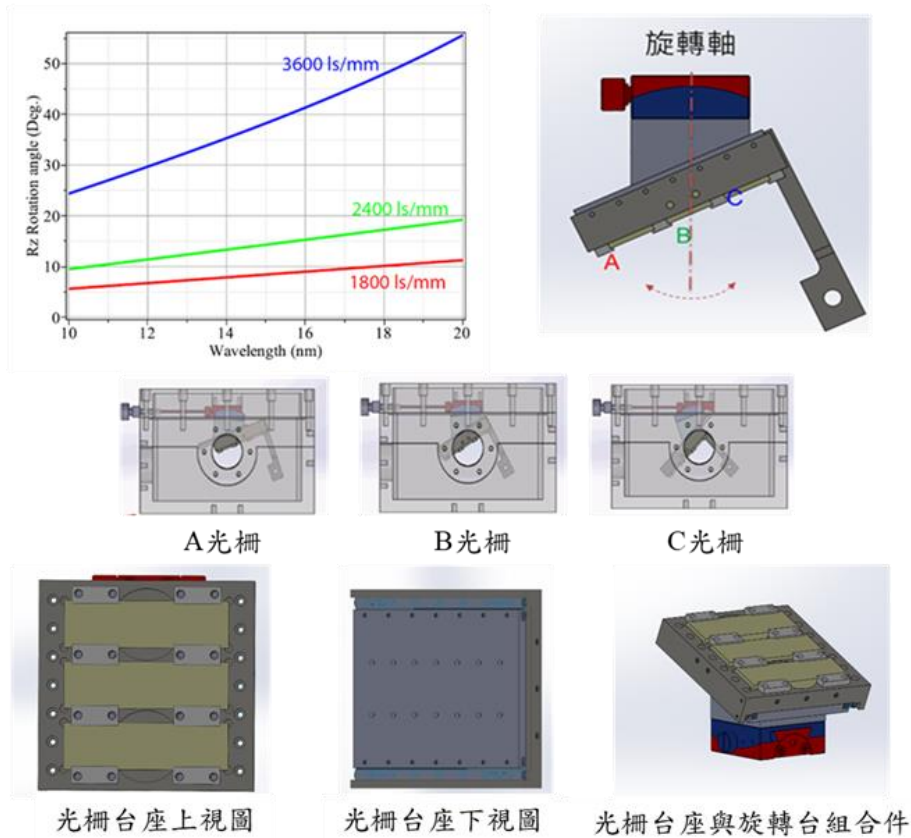 50
40
30
20
10
0
Rz Rotation angle (Deg.)
3600 ls/mm
2400 ls/mm
1800 ls/mm
10
12
14
16
18
20
Wavelength (nm)
旋轉軸
A
B
C
A光柵
B光柵
C光柵
光柵台座上視圖
光柵台座下視圖
光柵台座與旋轉台組合件